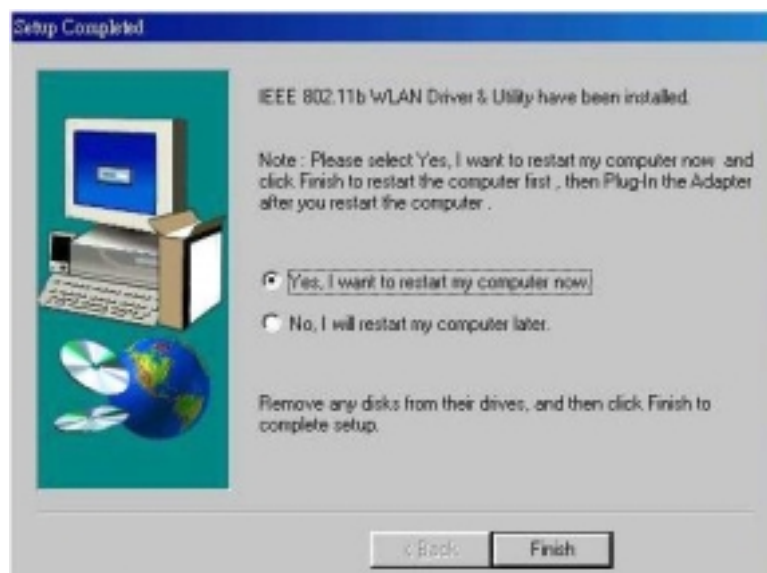 Setup Completed
IEEE 802.11b WLAN Driver & Utility have been installed.
Note : Please select Yes, I want to restart my computer now and
click Finish to restart the computer first , then Plug-In the Adapter
after you restart the computer .
Yes, I want to restart my computer now.
No, I will restart my computer later.
Remove any disks from their drives, and then click Finish to
complete setup.
< Back
Finish